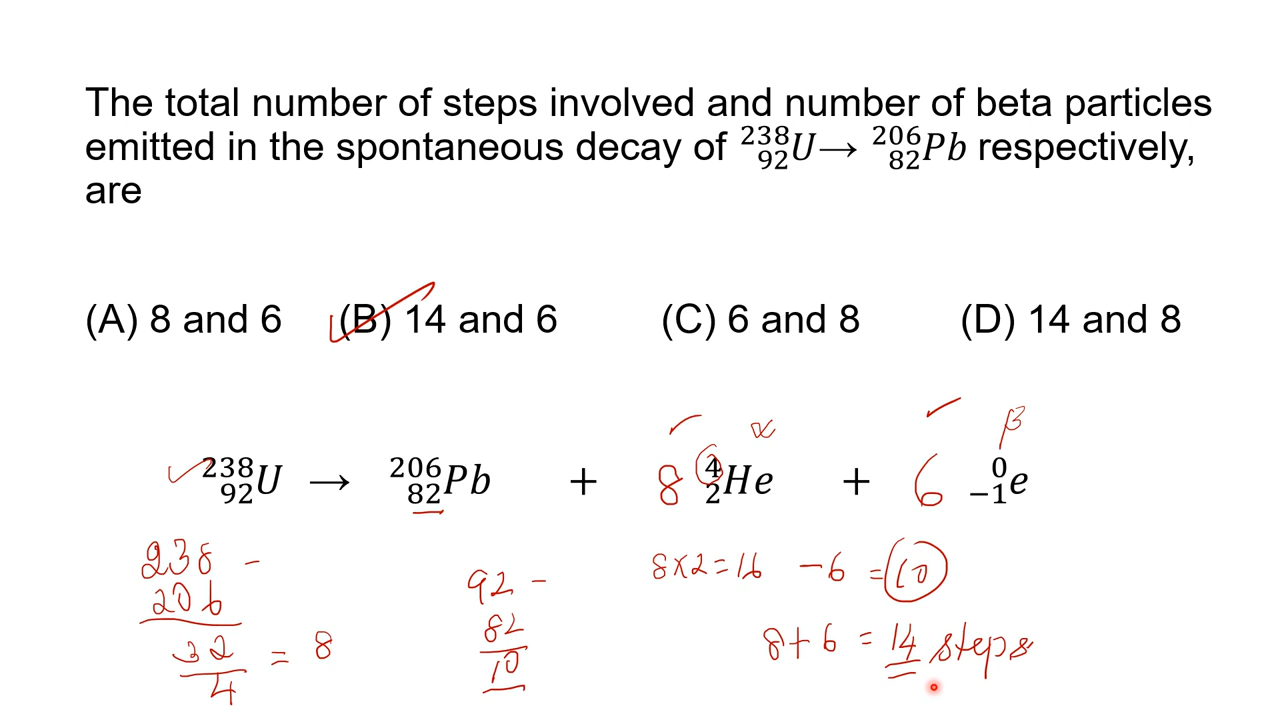 The total number of steps involved and number of beta particles
emitted in the spontaneous decay of ²³⁸₉₂U→ ²⁰⁶₈₂Pb respectively,
are
(A) 8 and 6 (B) 14 and 6 (C) 6 and 8 (D) 14 and 8
α β
²³⁸₉₂U → ²⁰⁶₈₂Pb + 8 ⁴₂He + 6 ⁰₋₁e
238 -
206
32/4 = 8
92 -
82
10
8×2=16 -6 =10
8+6 = 14 steps